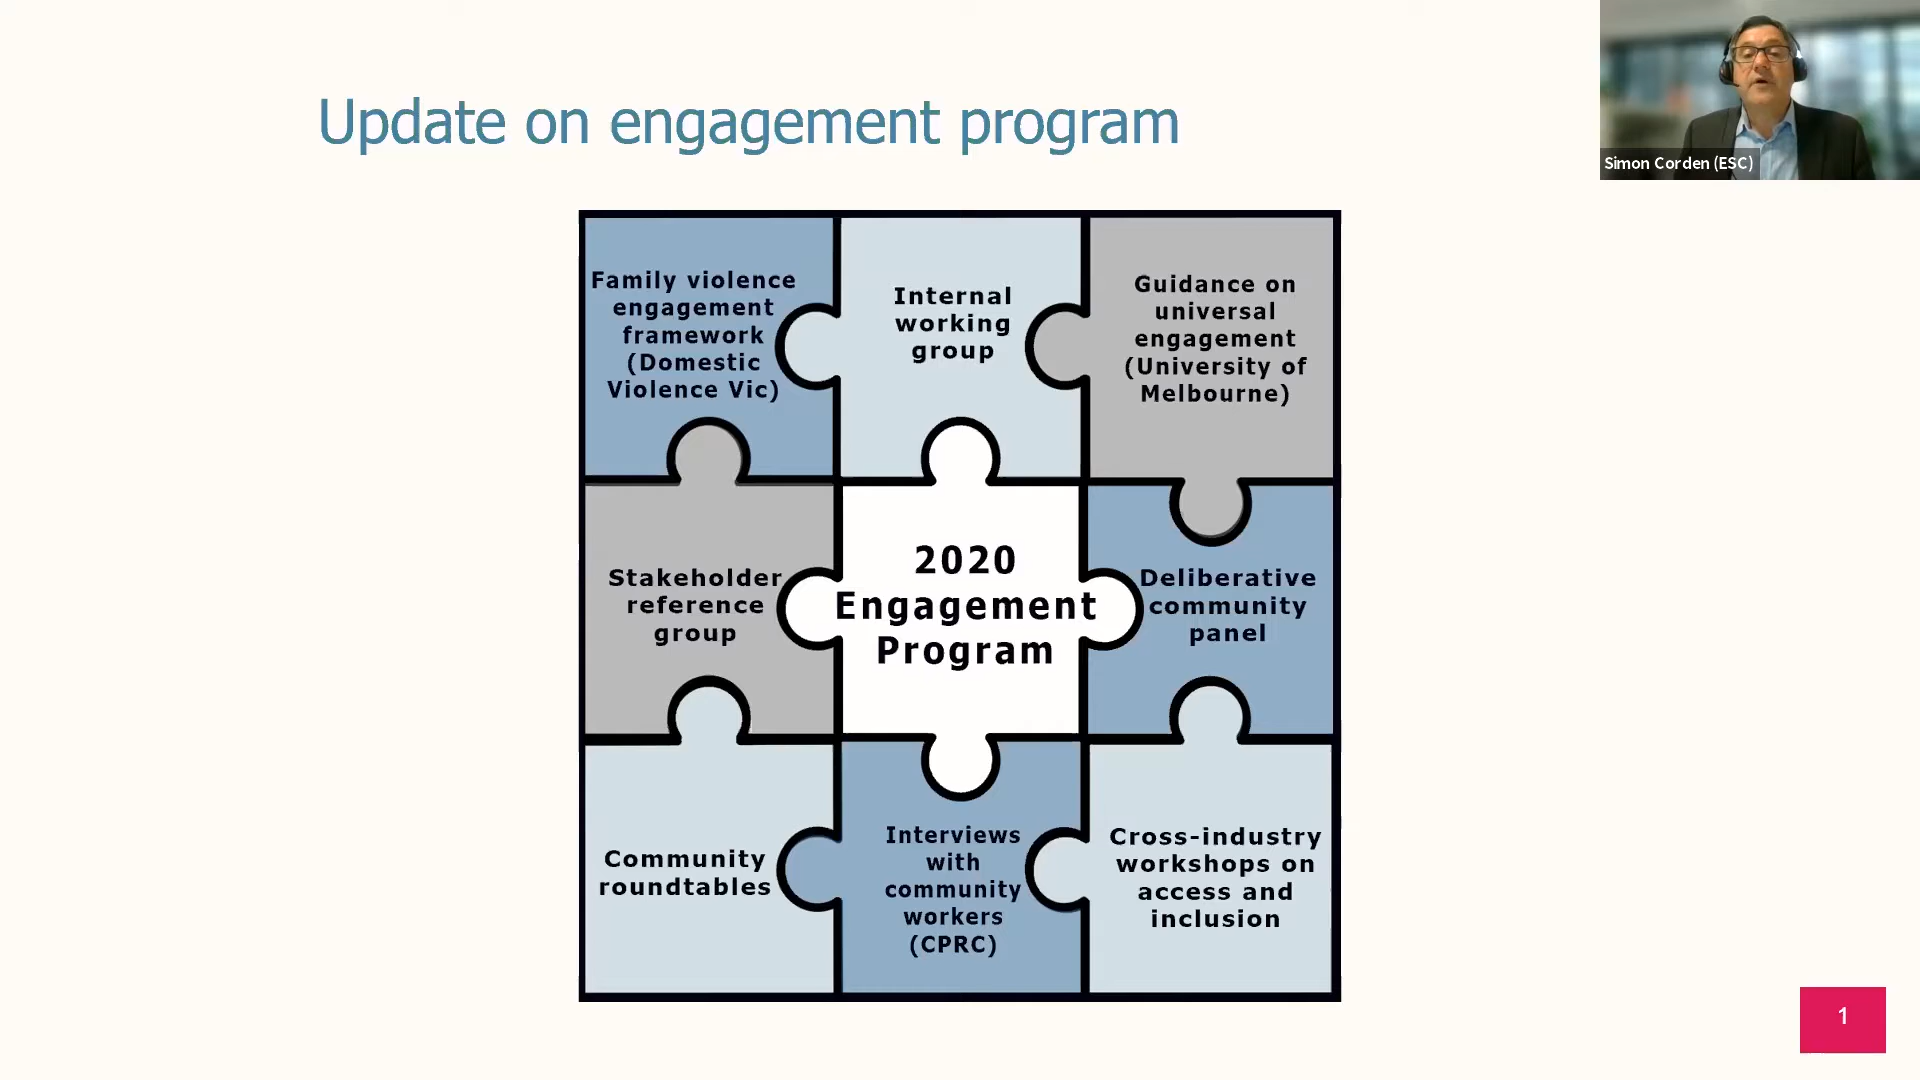 Update on engagement program
Simon Corden (ESC)
Family violence
engagement
framework
(Domestic
Violence Vic)
Internal
working
group
Guidance on
universal
engagement
(University of
Melbourne)
Stakeholder
reference
group
2020
Engagement
Program
Deliberative
community
panel
Community
roundtables
Interviews
with
community
workers
(CPRC)
Cross-industry
workshops on
access and
inclusion
1